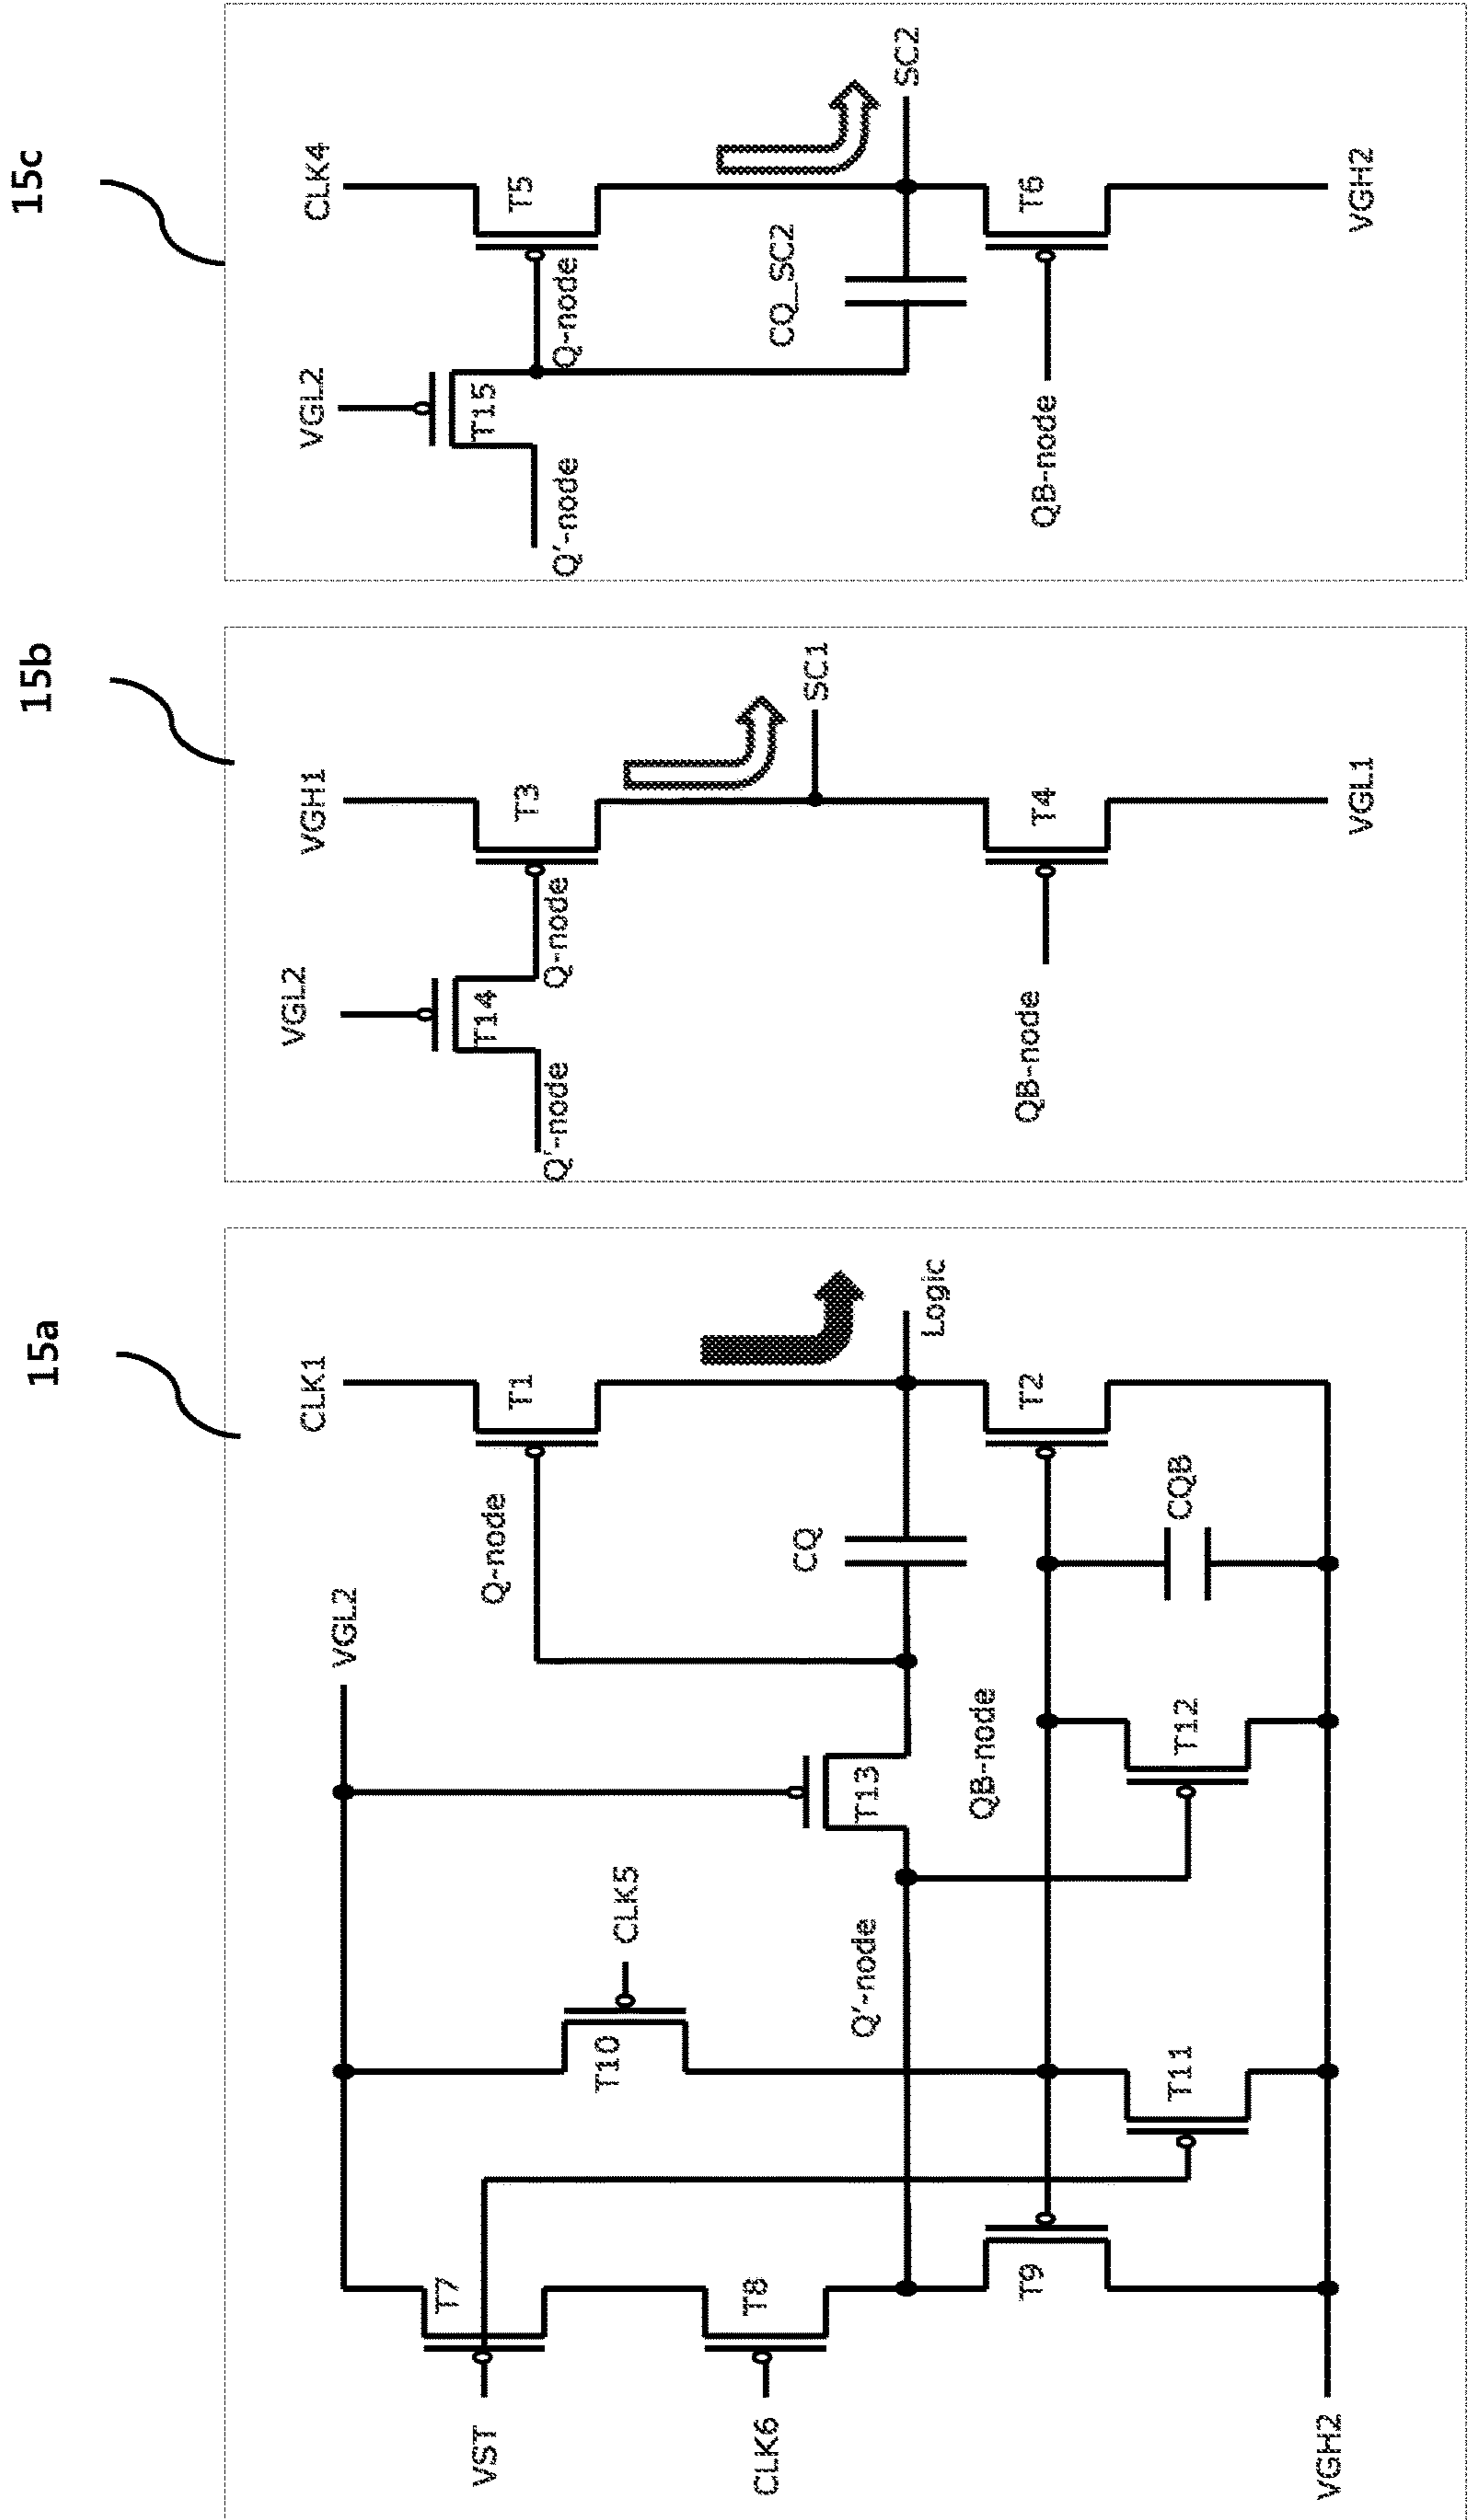 15a
VGL2
CLK1
VST
T7
T10
CLK5
Q-node
T1
CLK6
T8
Q'-node
T13
CQ
Logic
QB-node
T9
T11
T12
CQB
T2
VGH2
15b
VGL2
VGH1
T14
T3
Q'-node
Q-node
SC1
QB-node
T4
VGL1
15c
VGL2
CLK4
T15
T5
Q'-node
Q-node
CQ_SC2
SC2
QB-node
T6
VGH2